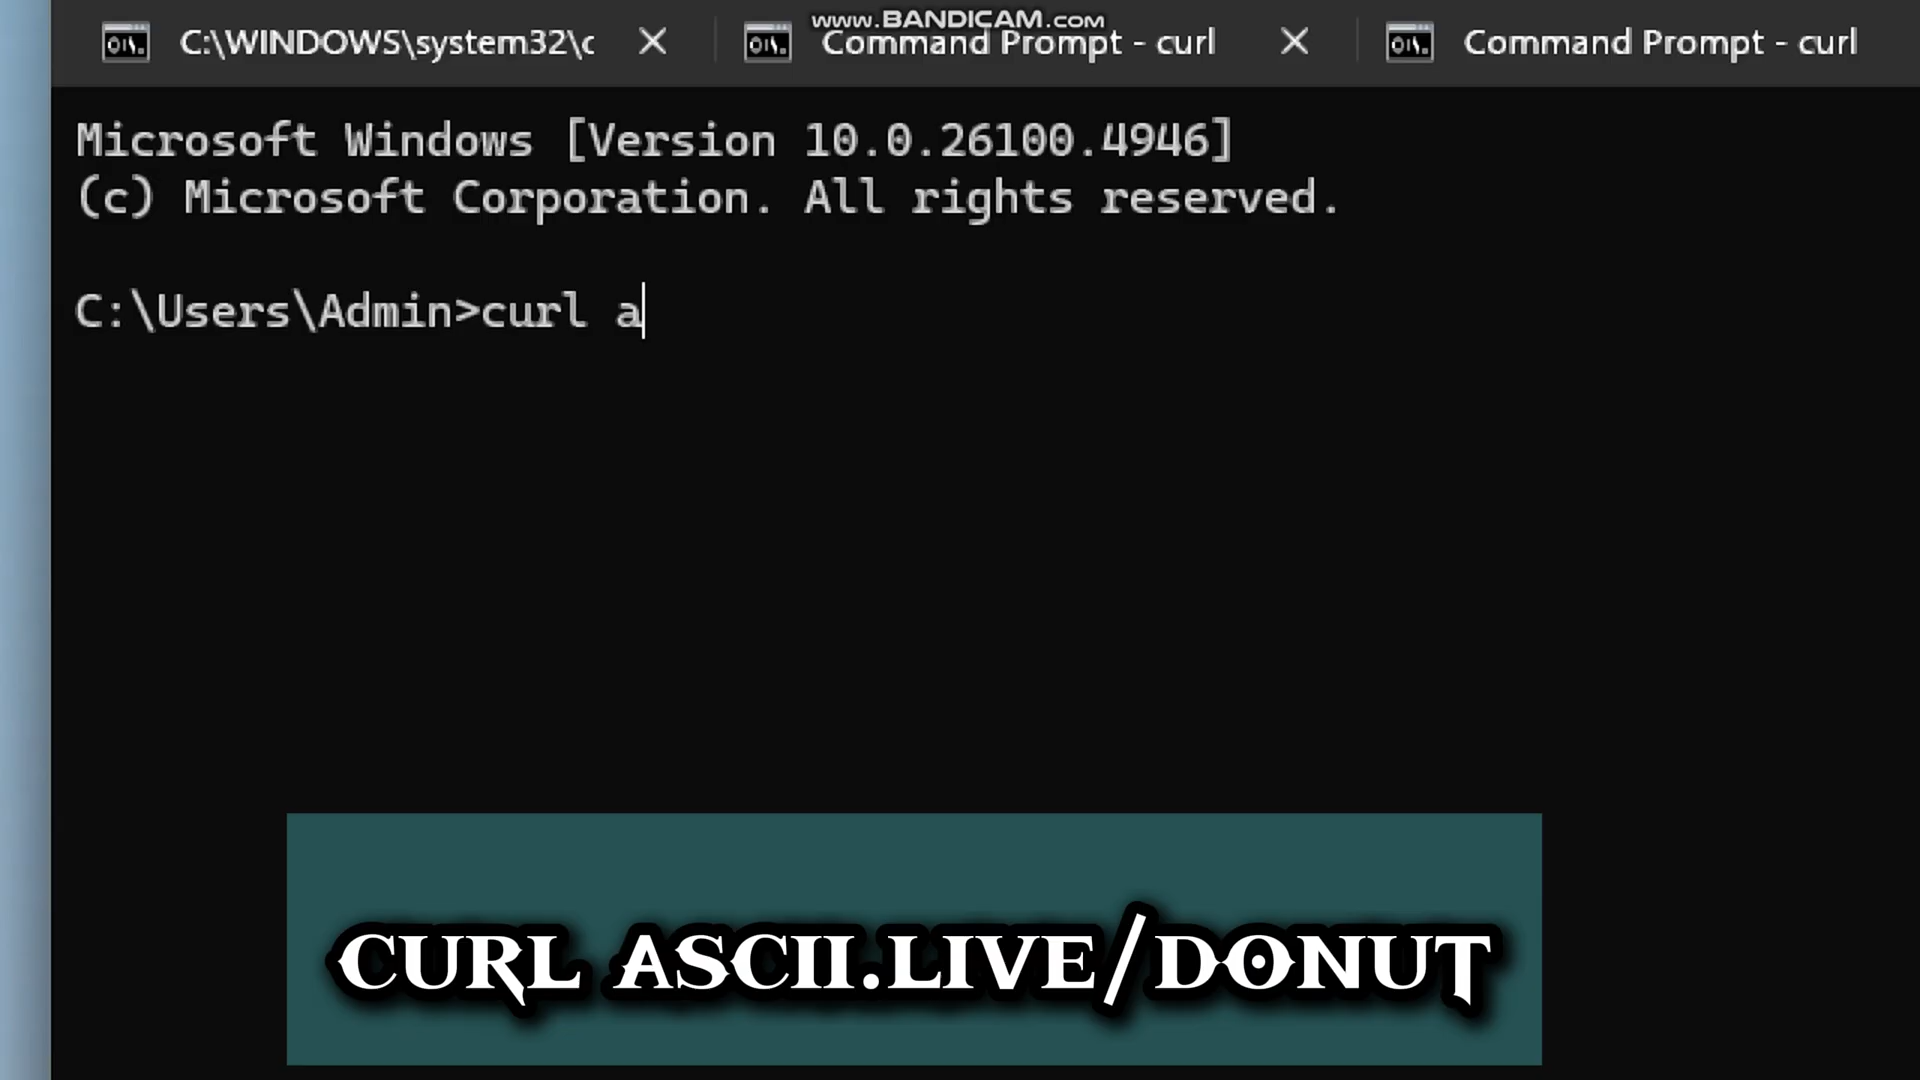 www.BANDICAM.com
C:\WINDOWS\system32\c
Command Prompt - curl
Command Prompt - curl
Microsoft Windows [Version 10.0.26100.4946]
(c) Microsoft Corporation. All rights reserved.
C:\Users\Admin>curl a
CURL ASCII.LIVE/DONUT